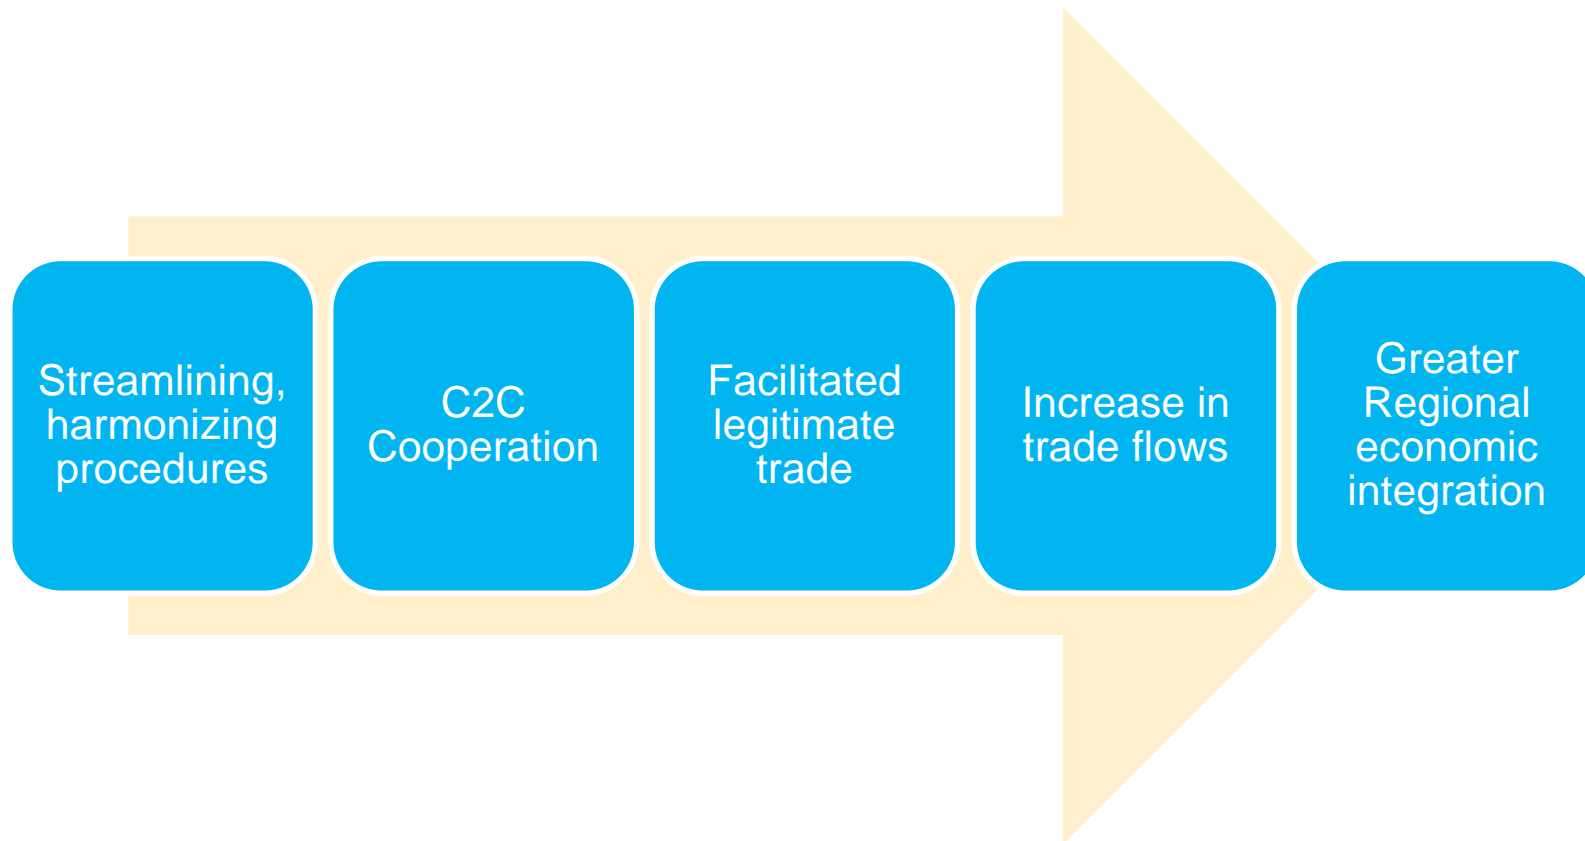 Streamlining,
harmonizing
procedures
C2C
Cooperation
Facilitated
legitimate
trade
Increase in
trade flows
Greater
Regional
economic
integration